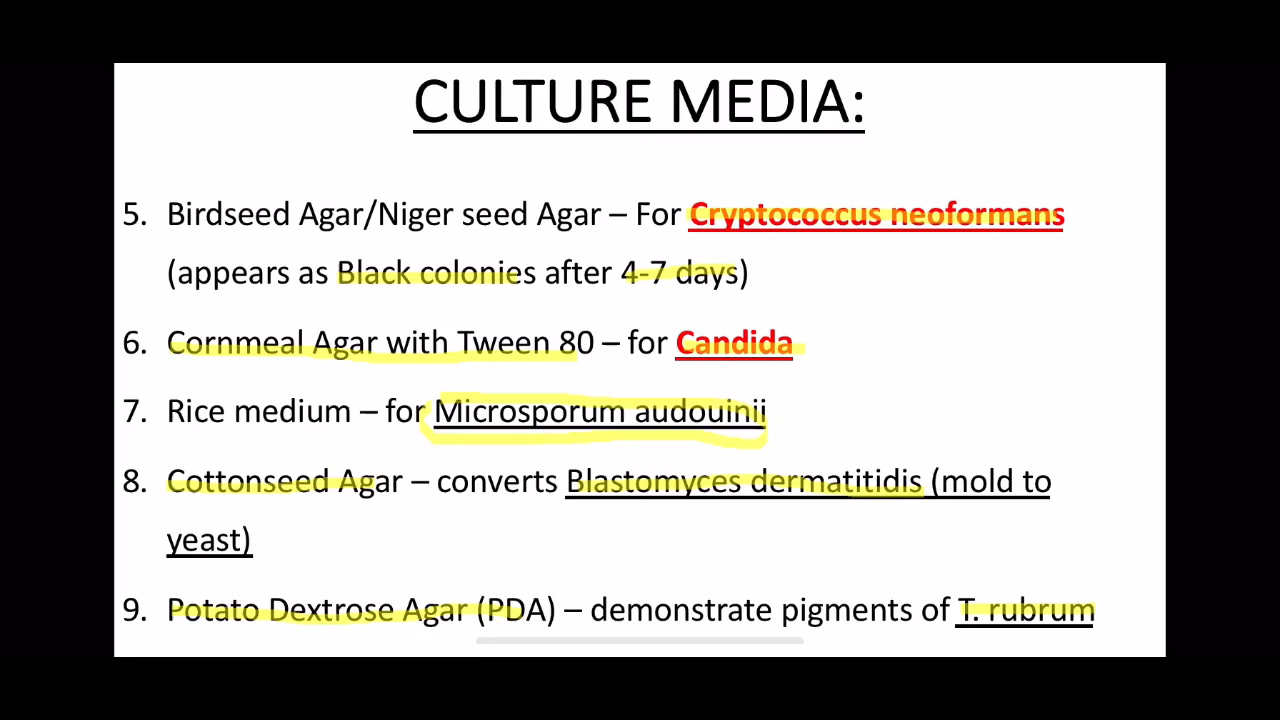 CULTURE MEDIA:
5. Birdseed Agar/Niger seed Agar – For Cryptococcus neoformans
(appears as Black colonies after 4-7 days)
6. Cornmeal Agar with Tween 80 – for Candida
7. Rice medium – for Microsporum audouinii
8. Cottonseed Agar – converts Blastomyces dermatitidis (mold to
yeast)
9. Potato Dextrose Agar (PDA) – demonstrate pigments of T. rubrum